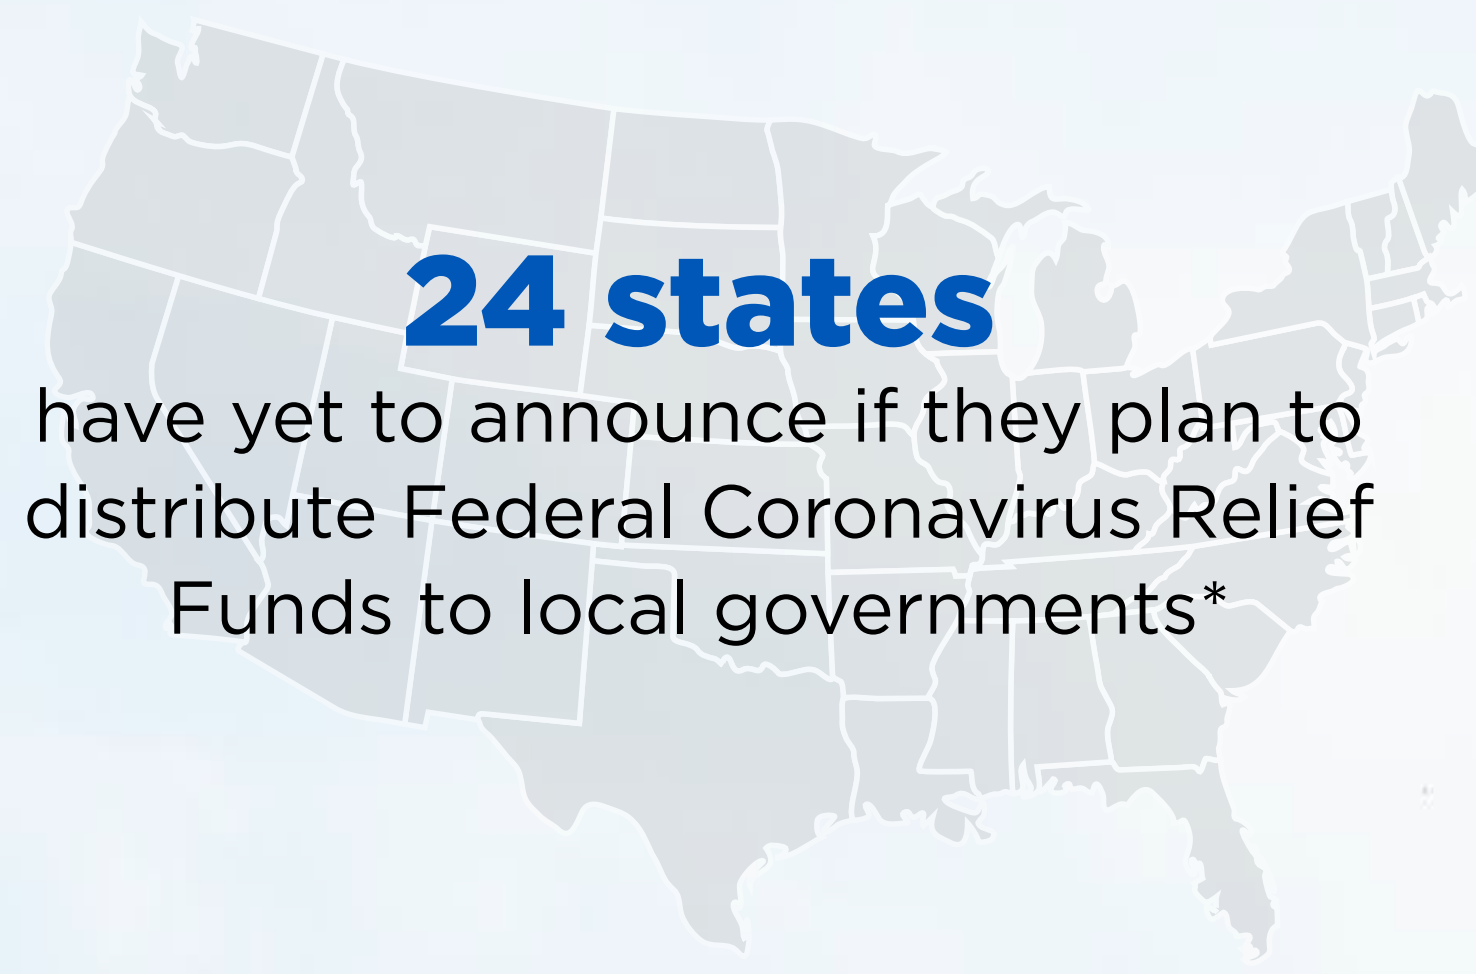 24 states
have yet to announce if they plan to
distribute Federal Coronavirus Relief
Funds to local governments*